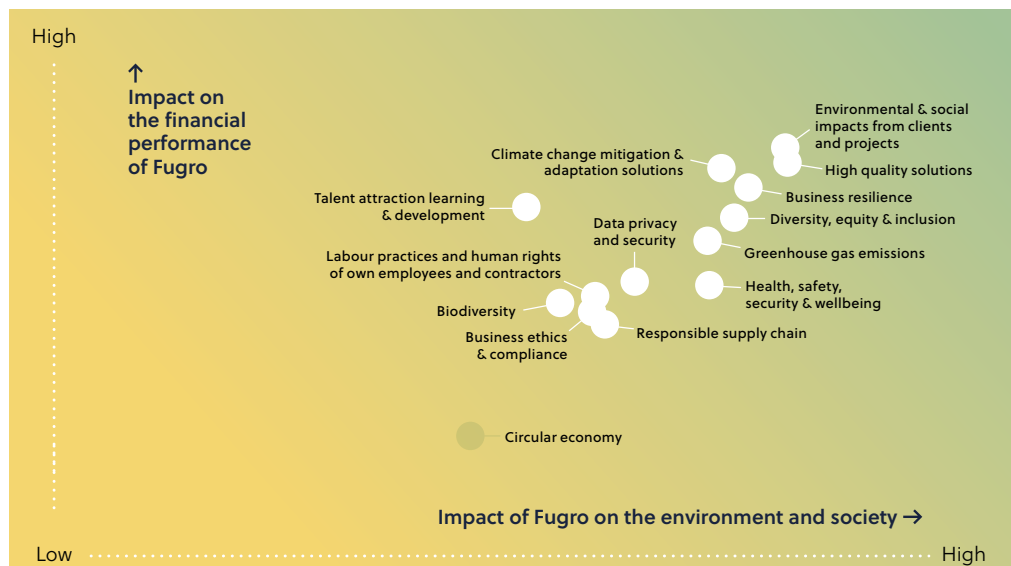 High
↑
Impact on
the financial
performance
of Fugro
Environmental & social
impacts from clients
and projects
Climate change mitigation &
adaptation solutions
High quality solutions
Business resilience
Talent attraction learning
& development
Diversity, equity & inclusion
Data privacy
and security
Greenhouse gas emissions
Labour practices and human rights
of own employees and contractors
Health, safety,
security & wellbeing
Biodiversity
Business ethics
& compliance
Responsible supply chain
Circular economy
Impact of Fugro on the environment and society →
Low
High